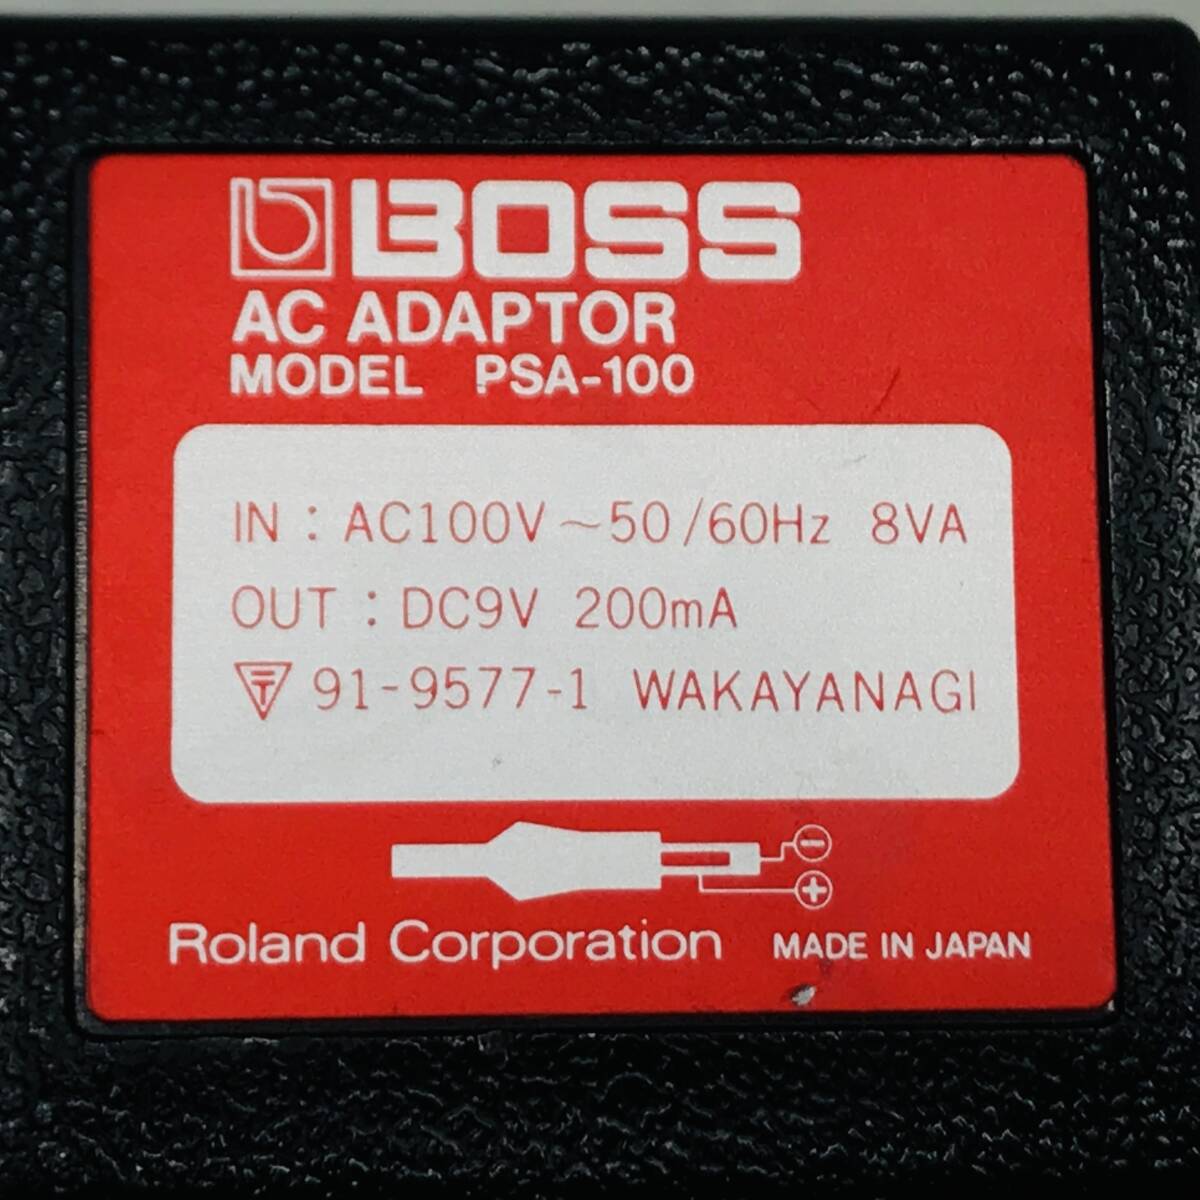 BOSS
AC ADAPTOR
MODEL PSA-100
IN : AC100V ~50/60Hz 8VA
OUT : DC9V 200mA
T 91-9577-1 WAKAYANAGI
−
+
Roland Corporation MADE IN JAPAN